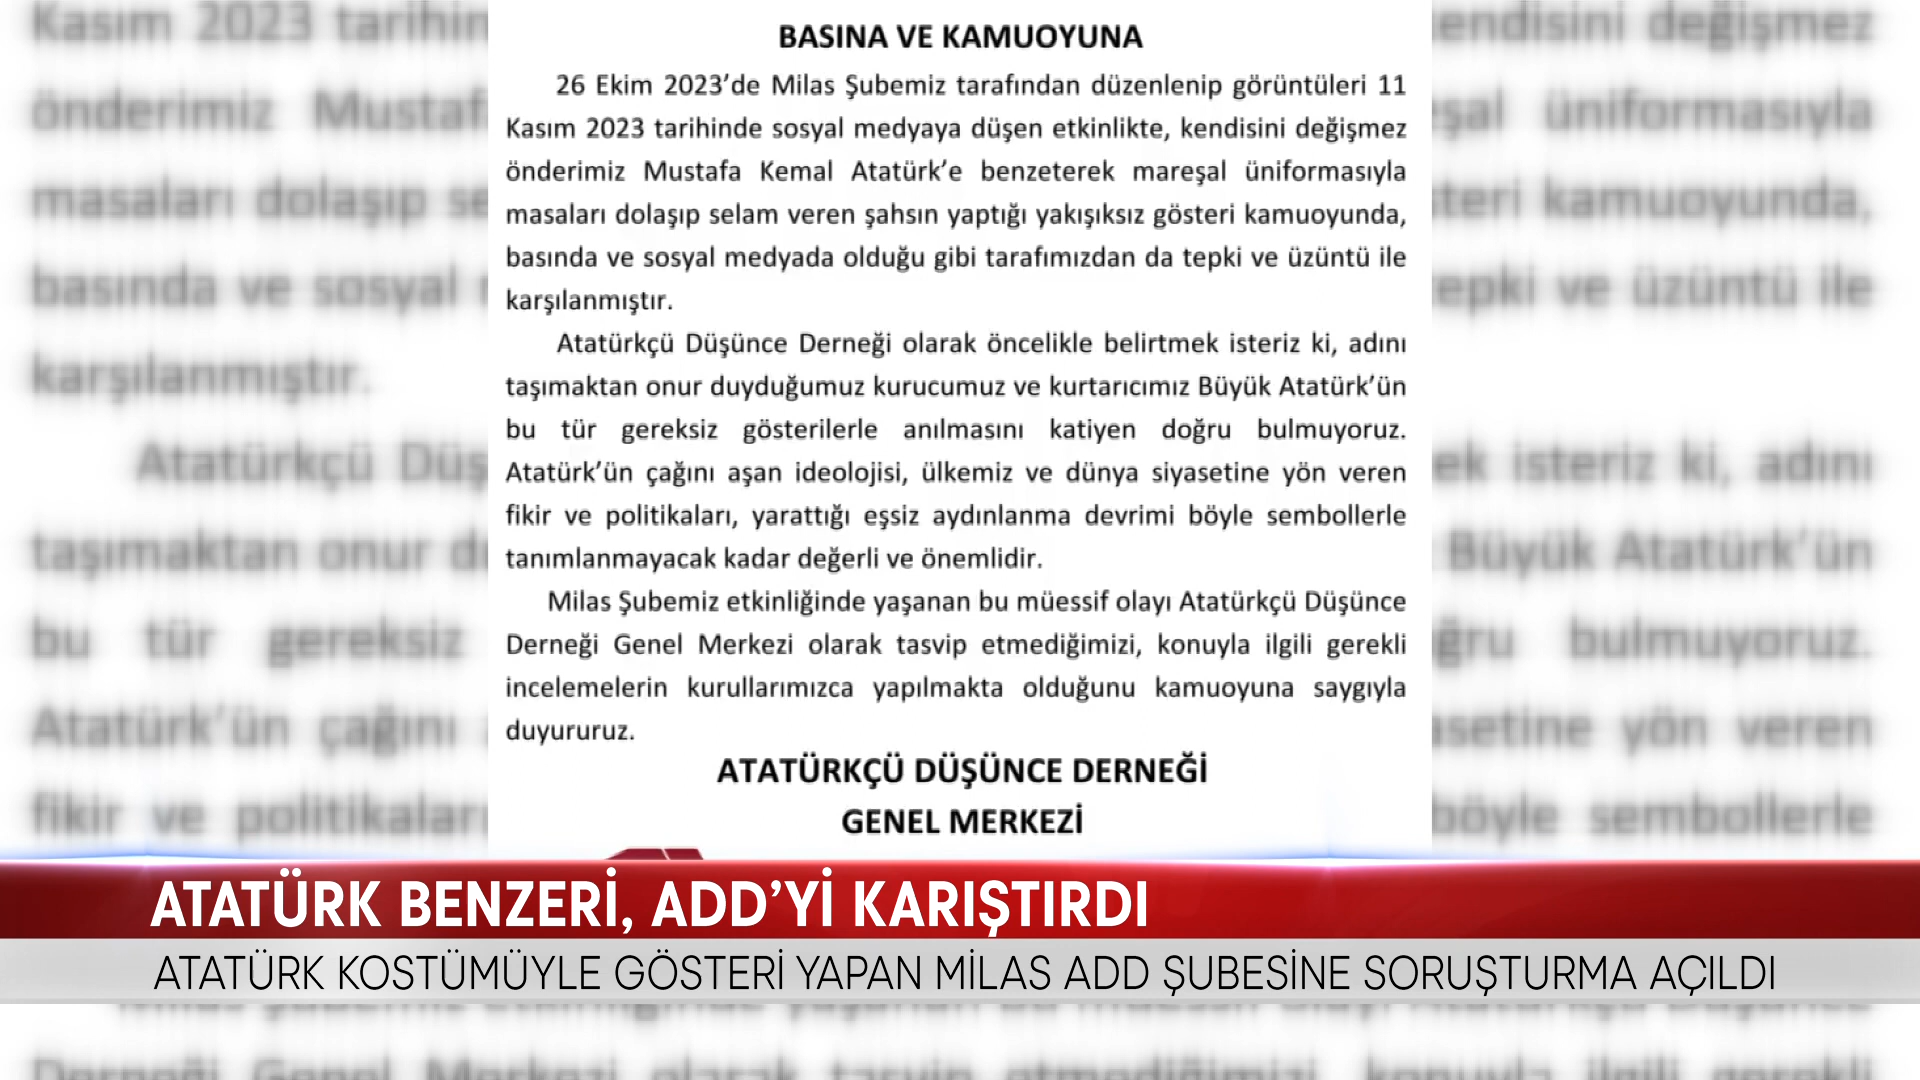 BASINA VE KAMUOYUNA
26 Ekim 2023’de Milas Şubemiz tarafından düzenlenip görüntüleri 11
Kasım 2023 tarihinde sosyal medyaya düşen etkinlikte, kendisini değişmez
önderimiz Mustafa Kemal Atatürk’e benzeterek mareşal üniformasıyla
masaları dolaşıp selam veren şahsın yaptığı yakışıksız gösteri kamuoyunda,
basında ve sosyal medyada olduğu gibi tarafımızdan da tepki ve üzüntü ile
karşılanmıştır.
Atatürkçü Düşünce Derneği olarak öncelikle belirtmek isteriz ki, adını
taşımaktan onur duyduğumuz kurucumuz ve kurtarıcımız Büyük Atatürk’ün
bu tür gereksiz gösterilerle anılmasını katiyen doğru bulmuyoruz.
Atatürk’ün çağını aşan ideolojisi, ülkemiz ve dünya siyasetine yön veren
fikir ve politikaları, yarattığı eşsiz aydınlanma devrimi böyle sembollerle
tanımlanmayacak kadar değerli ve önemlidir.
Milas Şubemiz etkinliğinde yaşanan bu müessif olayı Atatürkçü Düşünce
Derneği Genel Merkezi olarak tasvip etmediğimizi, konuyla ilgili gerekli
incelemelerin kurullarımızca yapılmakta olduğunu kamuoyuna saygıyla
duyururuz.
ATATÜRKÇÜ DÜŞÜNCE DERNEĞİ
GENEL MERKEZİ
ATATÜRK BENZERİ, ADD’Yİ KARIŞTIRDI
ATATÜRK KOSTÜMÜYLE GÖSTERİ YAPAN MİLAS ADD ŞUBESİNE SORUŞTURMA AÇILDI